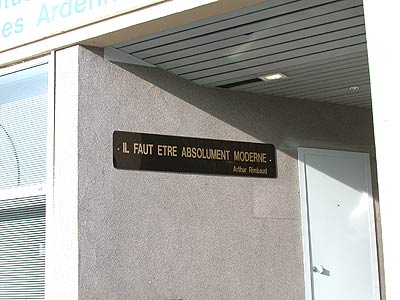 es Ardenn
· IL FAUT ETRE ABSOLUMENT MODERNE ·
Arthur Rimbaud